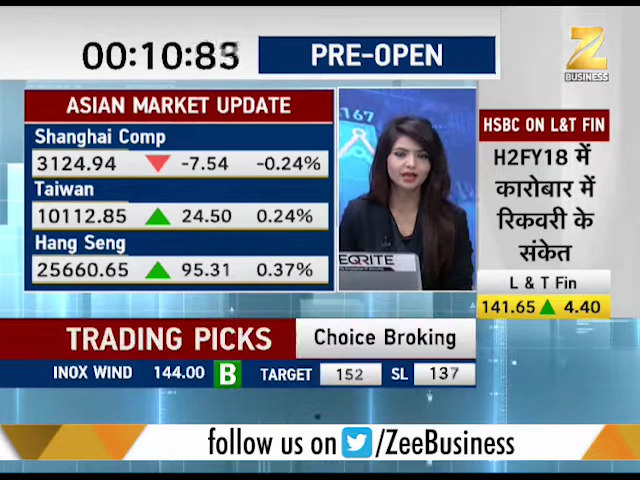 00:10:83
PRE-OPEN
Z
BUSINESS
ASIAN MARKET UPDATE
Shanghai Comp
3124.94 -7.54 -0.24%
Taiwan
10112.85 24.50 0.24%
Hang Seng
25660.65 95.31 0.37%
67
EQRITE
HSBC ON L&T FIN
H2FY18 में
कारोबार में
रिकवरी के
संकेत
L & T Fin
141.65 4.40
TRADING PICKS
Choice Broking
INOX WIND 144.00 B TARGET 152 SL 137
follow us on /ZeeBusiness